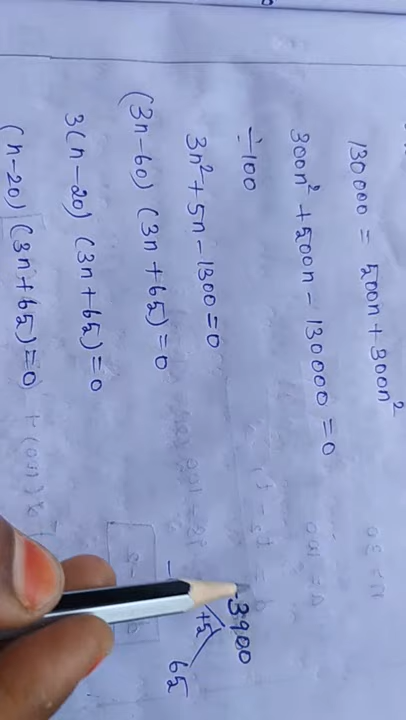 130000 = 500n + 300n²
300n² + 500n - 130000 = 0
÷100
3n² + 5n - 1300 = 0
(3n-60) (3n+65) = 0
3(n-20) (3n+65) = 0
(n-20) (3n+65) = 0
3900
+5
65